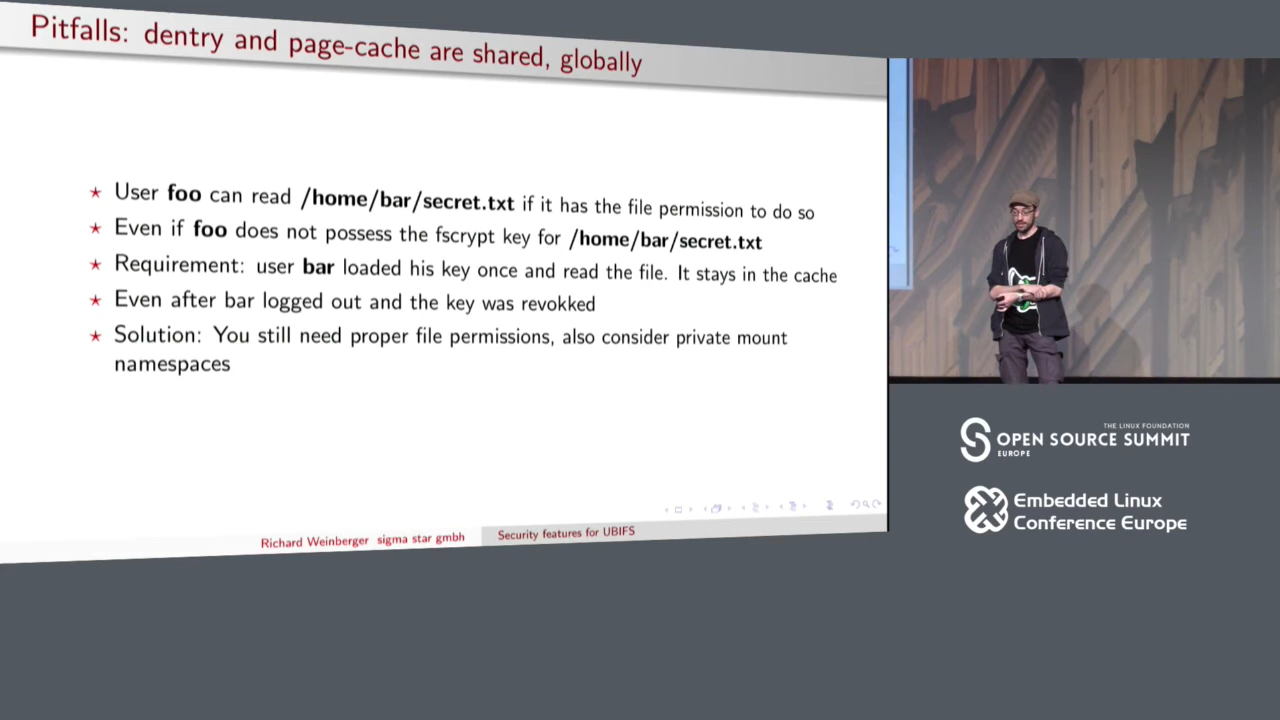 Pitfalls: dentry and page-cache are shared, globally
User foo can read /home/bar/secret.txt if it has the file permission to do so
Even if foo does not possess the fscrypt key for /home/bar/secret.txt
Requirement: user bar loaded his key once and read the file. It stays in the cache
Even after bar logged out and the key was revokked
Solution: You still need proper file permissions, also consider private mount
namespaces
Richard Weinberger sigma star gmbh
Security features for UBIFS
THE LINUX FOUNDATION
OPEN SOURCE SUMMIT
EUROPE
Embedded Linux
Conference Europe